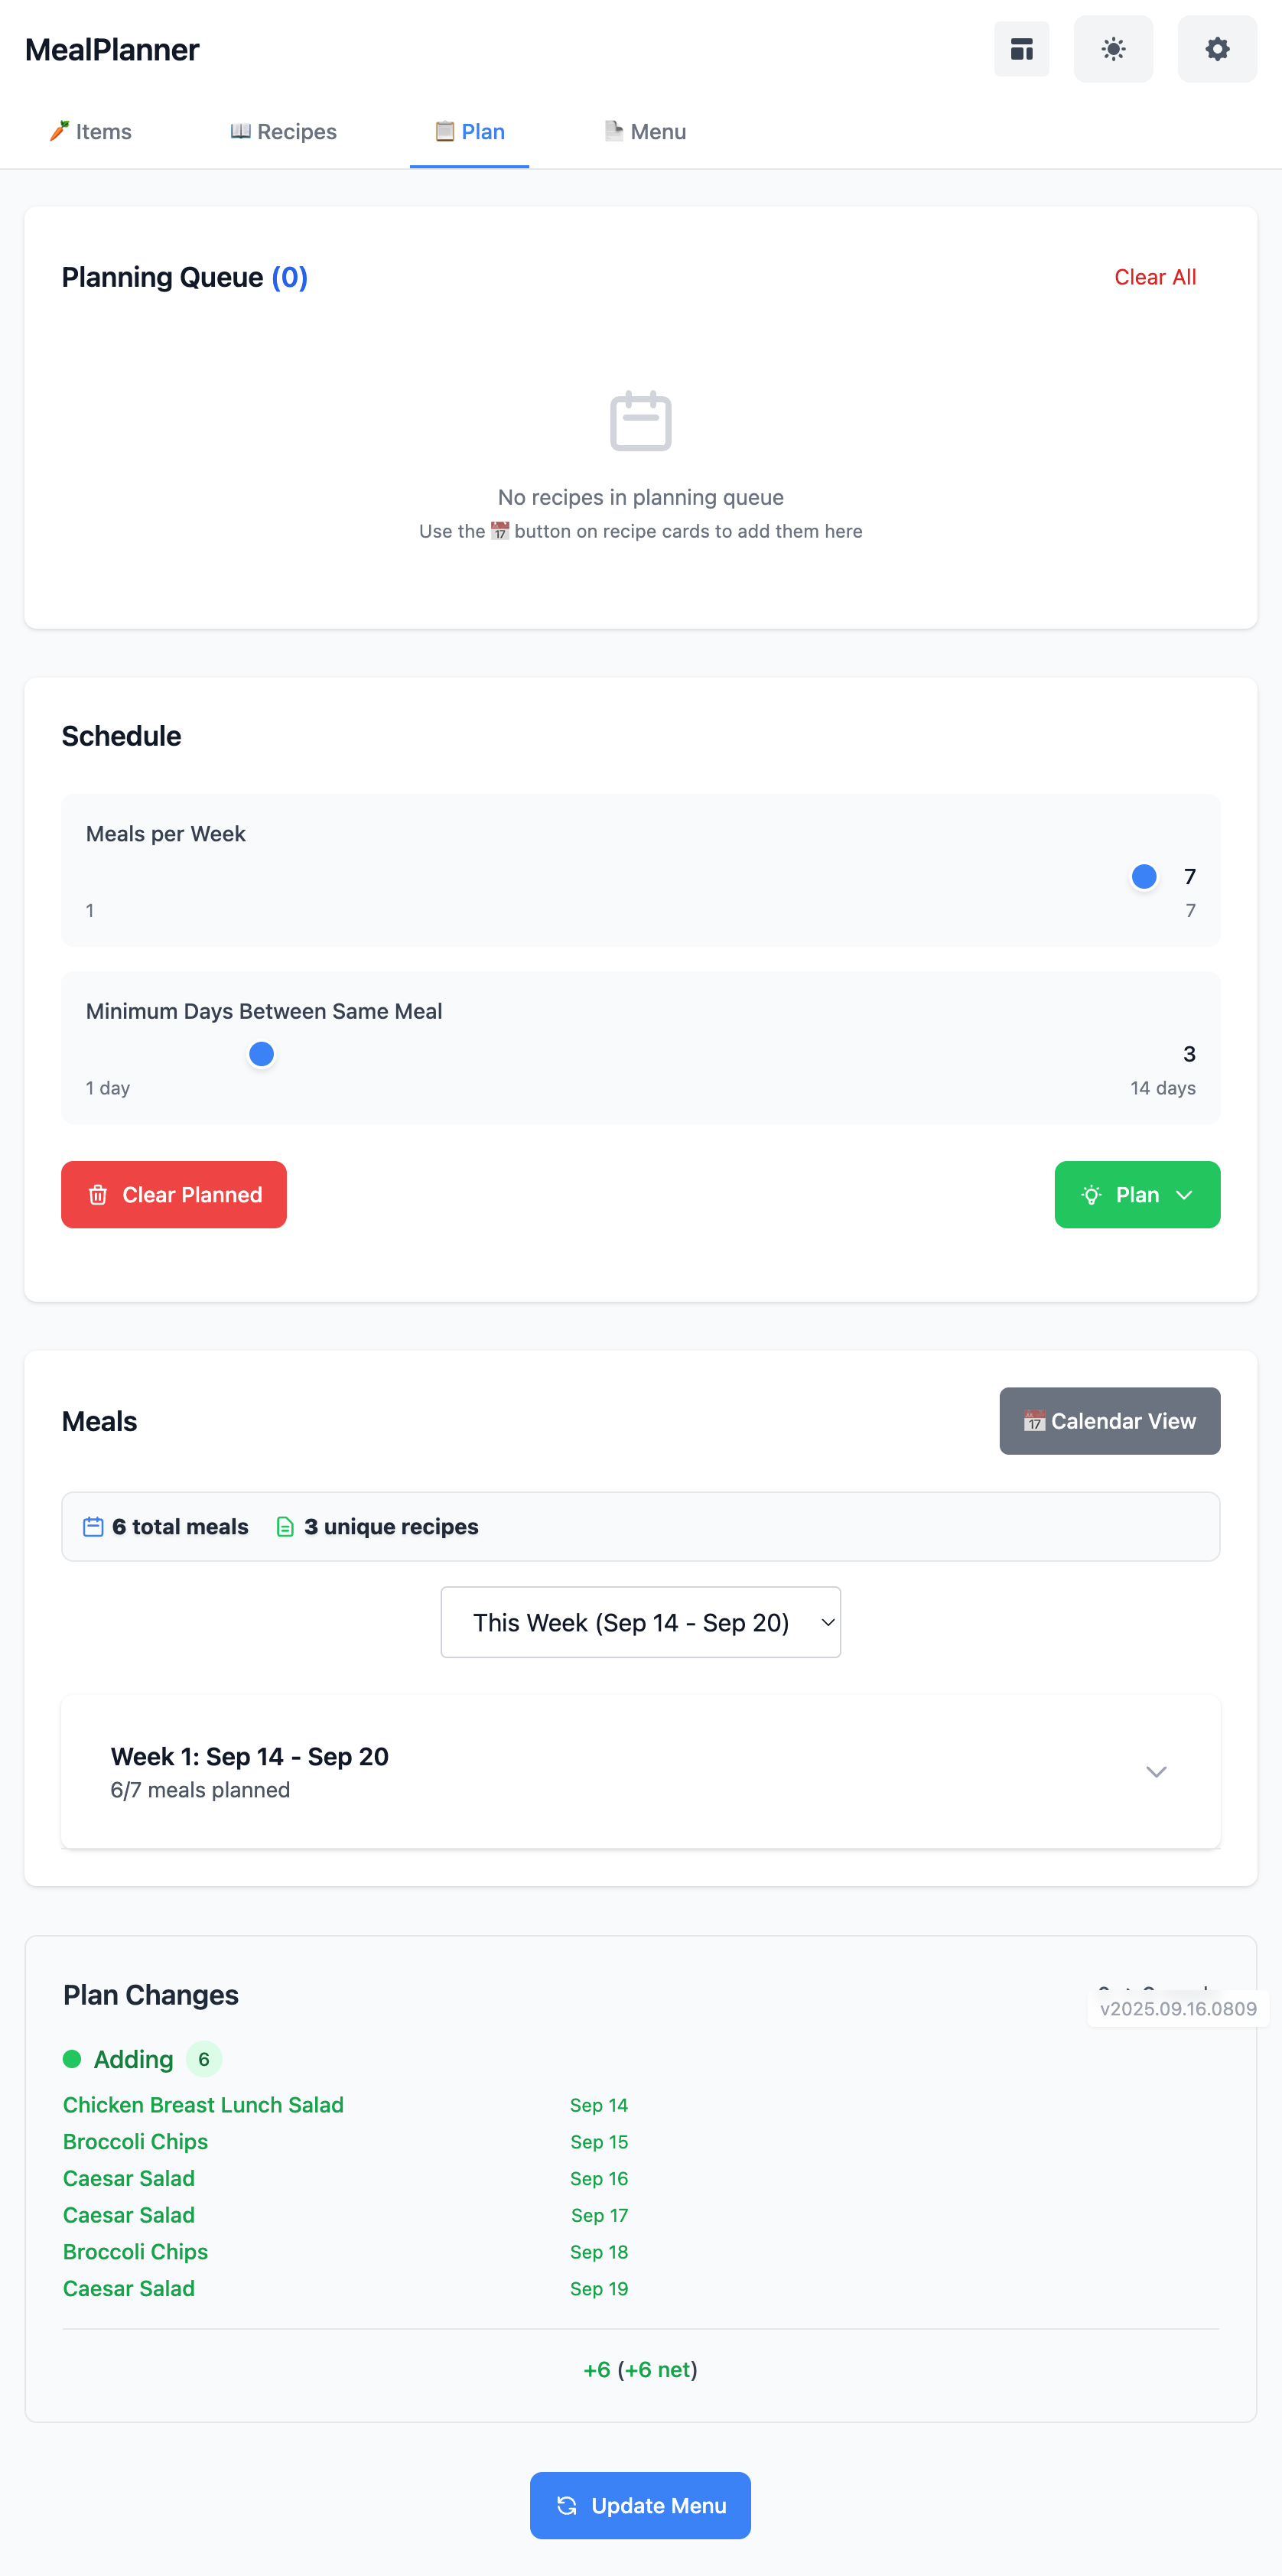 MealPlanner
Items
Recipes
Plan
Menu
Planning Queue (0)
Clear All
No recipes in planning queue
Use the 📅 button on recipe cards to add them here
Schedule
Meals per Week
7
1
7
Minimum Days Between Same Meal
3
1 day
14 days
Clear Planned
Plan
Meals
📅 Calendar View
6 total meals
3 unique recipes
This Week (Sep 14 - Sep 20)
Week 1: Sep 14 - Sep 20
6/7 meals planned
Plan Changes
v2025.09.16.0809
Adding 6
Chicken Breast Lunch Salad Sep 14
Broccoli Chips Sep 15
Caesar Salad Sep 16
Caesar Salad Sep 17
Broccoli Chips Sep 18
Caesar Salad Sep 19
+6 (+6 net)
Update Menu